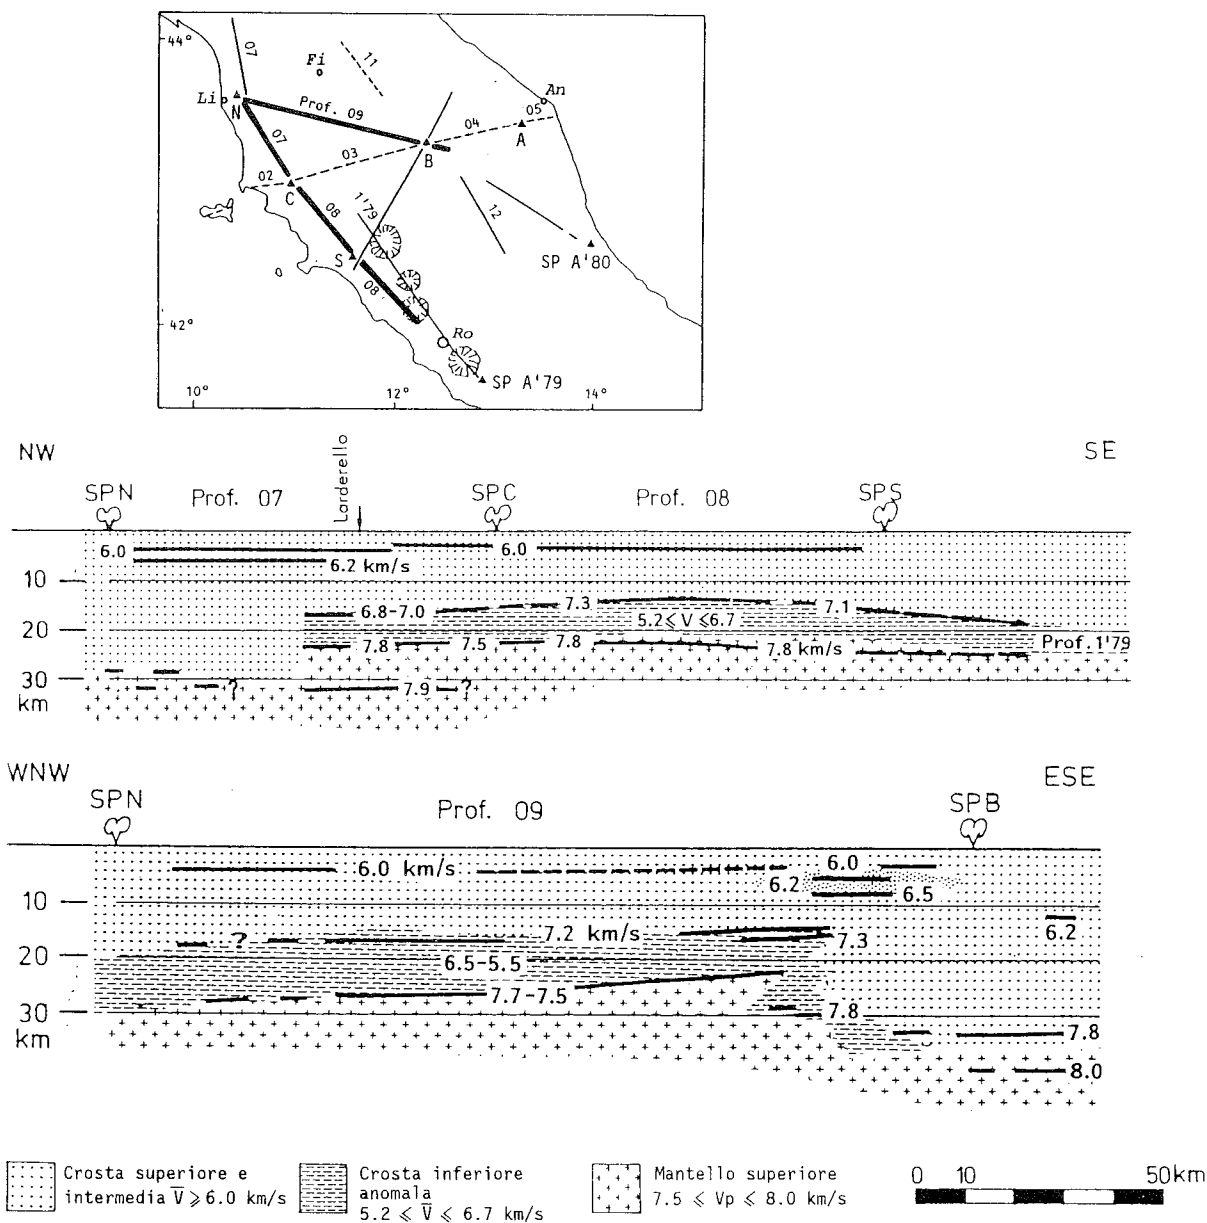 44°
07
Fi
11
Li
N
Prof. 09
An
05
04
A
07
B
03
02
C
08
1'79
12
S
SP A'80
08
42°
Ro
SP A'79
10°
12°
14°
NW
SE
Larderello
SPN
Prof. 07
SPC
Prof. 08
SPS
6.0
6.0
6.2 km/s
10
6.8-7.0
7.3
7.1
5.2 ≤ V ≤ 6.7
20
7.8
7.5
7.8
7.8 km/s
Prof. 1'79
30
?
7.9
?
km
WNW
ESE
SPN
Prof. 09
SPB
6.0 km/s
6.0
6.2
6.5
10
6.2
?
7.2 km/s
7.3
20
6.5-5.5
7.7-7.5
7.8
30
7.8
km
8.0
Crosta superiore e
intermedia V̅ ≥ 6.0 km/s
Crosta inferiore
anomala
5.2 ≤ V̅ ≤ 6.7 km/s
Mantello superiore
7.5 ≤ Vp ≤ 8.0 km/s
0 10 50 km